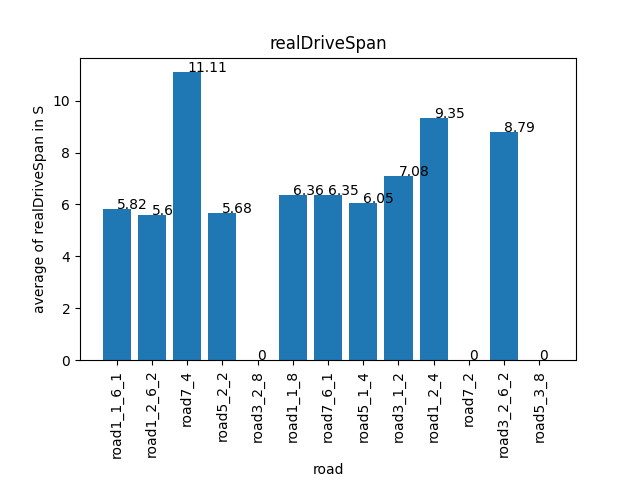 realDriveSpan
average of realDriveSpan in S
10
8
6
4
2
0
5.82
5.6
11.11
5.68
0
6.36
6.35
6.05
7.08
9.35
0
8.79
0
road1_1_6_1
road1_2_6_2
road7_4
road5_2_2
road3_2_8
road1_1_8
road7_6_1
road5_1_4
road3_1_2
road1_2_4
road7_2
road3_2_6_2
road5_3_8
road